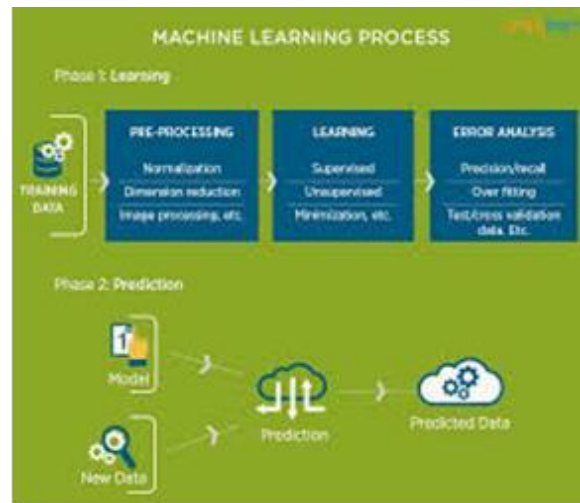 MACHINE LEARNING PROCESS
Phase 1: Learning
TRAINING
DATA
PRE-PROCESSING
Normalization
Dimension reduction
Image processing, etc.
LEARNING
Supervised
Unsupervised
Minimization, etc.
ERROR ANALYSIS
Precision/recall
Over fitting
Test/cross validation
data. Etc.
Phase 2: Prediction
Model
New Data
Prediction
Predicted Data